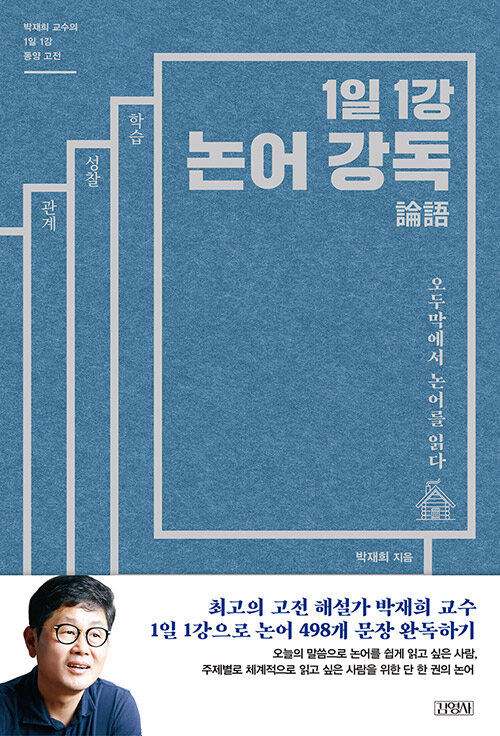 박재희 교수의
1일 1강
동양 고전
학습
성찰
관계
1일 1강
논어 강독
論語
오두막에서 논어를 읽다
박재희 지음
최고의 고전 해설가 박재희 교수
1일 1강으로 논어 498개 문장 완독하기
오늘의 말씀으로 논어를 쉽게 읽고 싶은 사람,
주제별로 체계적으로 읽고 싶은 사람을 위한 단 한 권의 논어
김영사